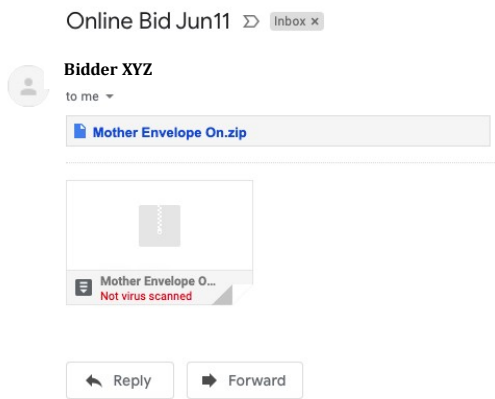 Online Bid Jun11 Inbox ×
Bidder XYZ
to me
Mother Envelope On.zip
Mother Envelope O...
Not virus scanned
Reply Forward